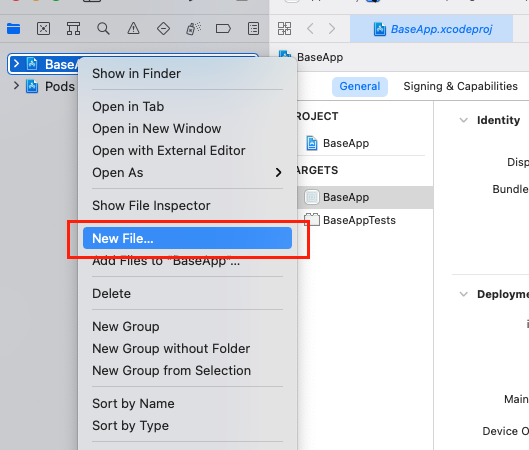 BaseApp.xcodeproj
BaseApp
General
Signing & Capabilities
Show in Finder
Open in Tab
Open in New Window
Open with External Editor
Open As
Show File Inspector
New File...
Add Files to "BaseApp"...
Delete
New Group
New Group without Folder
New Group from Selection
Sort by Name
Sort by Type
BaseA
Pods
ROJECT
BaseApp
ARGETS
BaseApp
BaseAppTests
Identity
Disp
Bundle
Deployme
i
Main
Device O